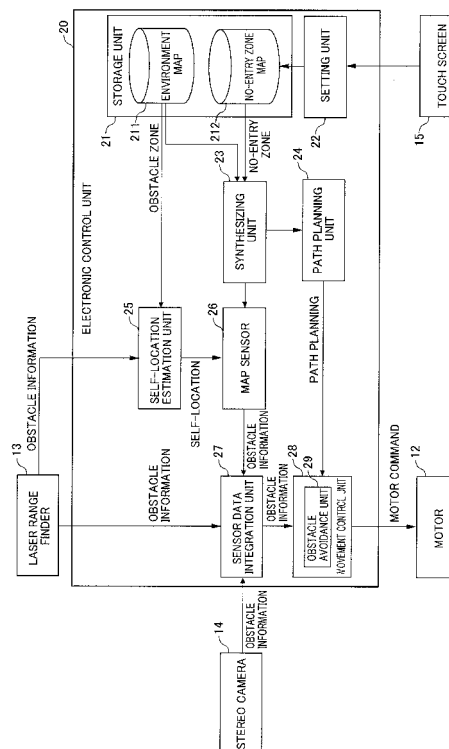 20
ELECTRONIC CONTROL UNIT
STORAGE UNIT
21
ENVIRONMENT
MAP
211
NO-ENTRY ZONE
MAP
212
SETTING UNIT
22
TOUCH SCREEN
15
OBSTACLE ZONE
NO-ENTRY
ZONE
23
SYNTHESIZING
UNIT
24
PATH PLANNING
UNIT
PATH PLANNING
OBSTACLE INFORMATION
25
SELF-LOCATION
ESTIMATION UNIT
SELF-LOCATION
26
MAP SENSOR
OBSTACLE
INFORMATION
13
LASER RANGE
FINDER
OBSTACLE
INFORMATION
27
SENSOR DATA
INTEGRATION UNIT
OBSTACLE
INFORMATION
28
29
OBSTACLE
AVOIDANCE UNIT
MOVEMENT CONTROL UNIT
MOTOR COMMAND
12
MOTOR
14
STEREO CAMERA
OBSTACLE
INFORMATION